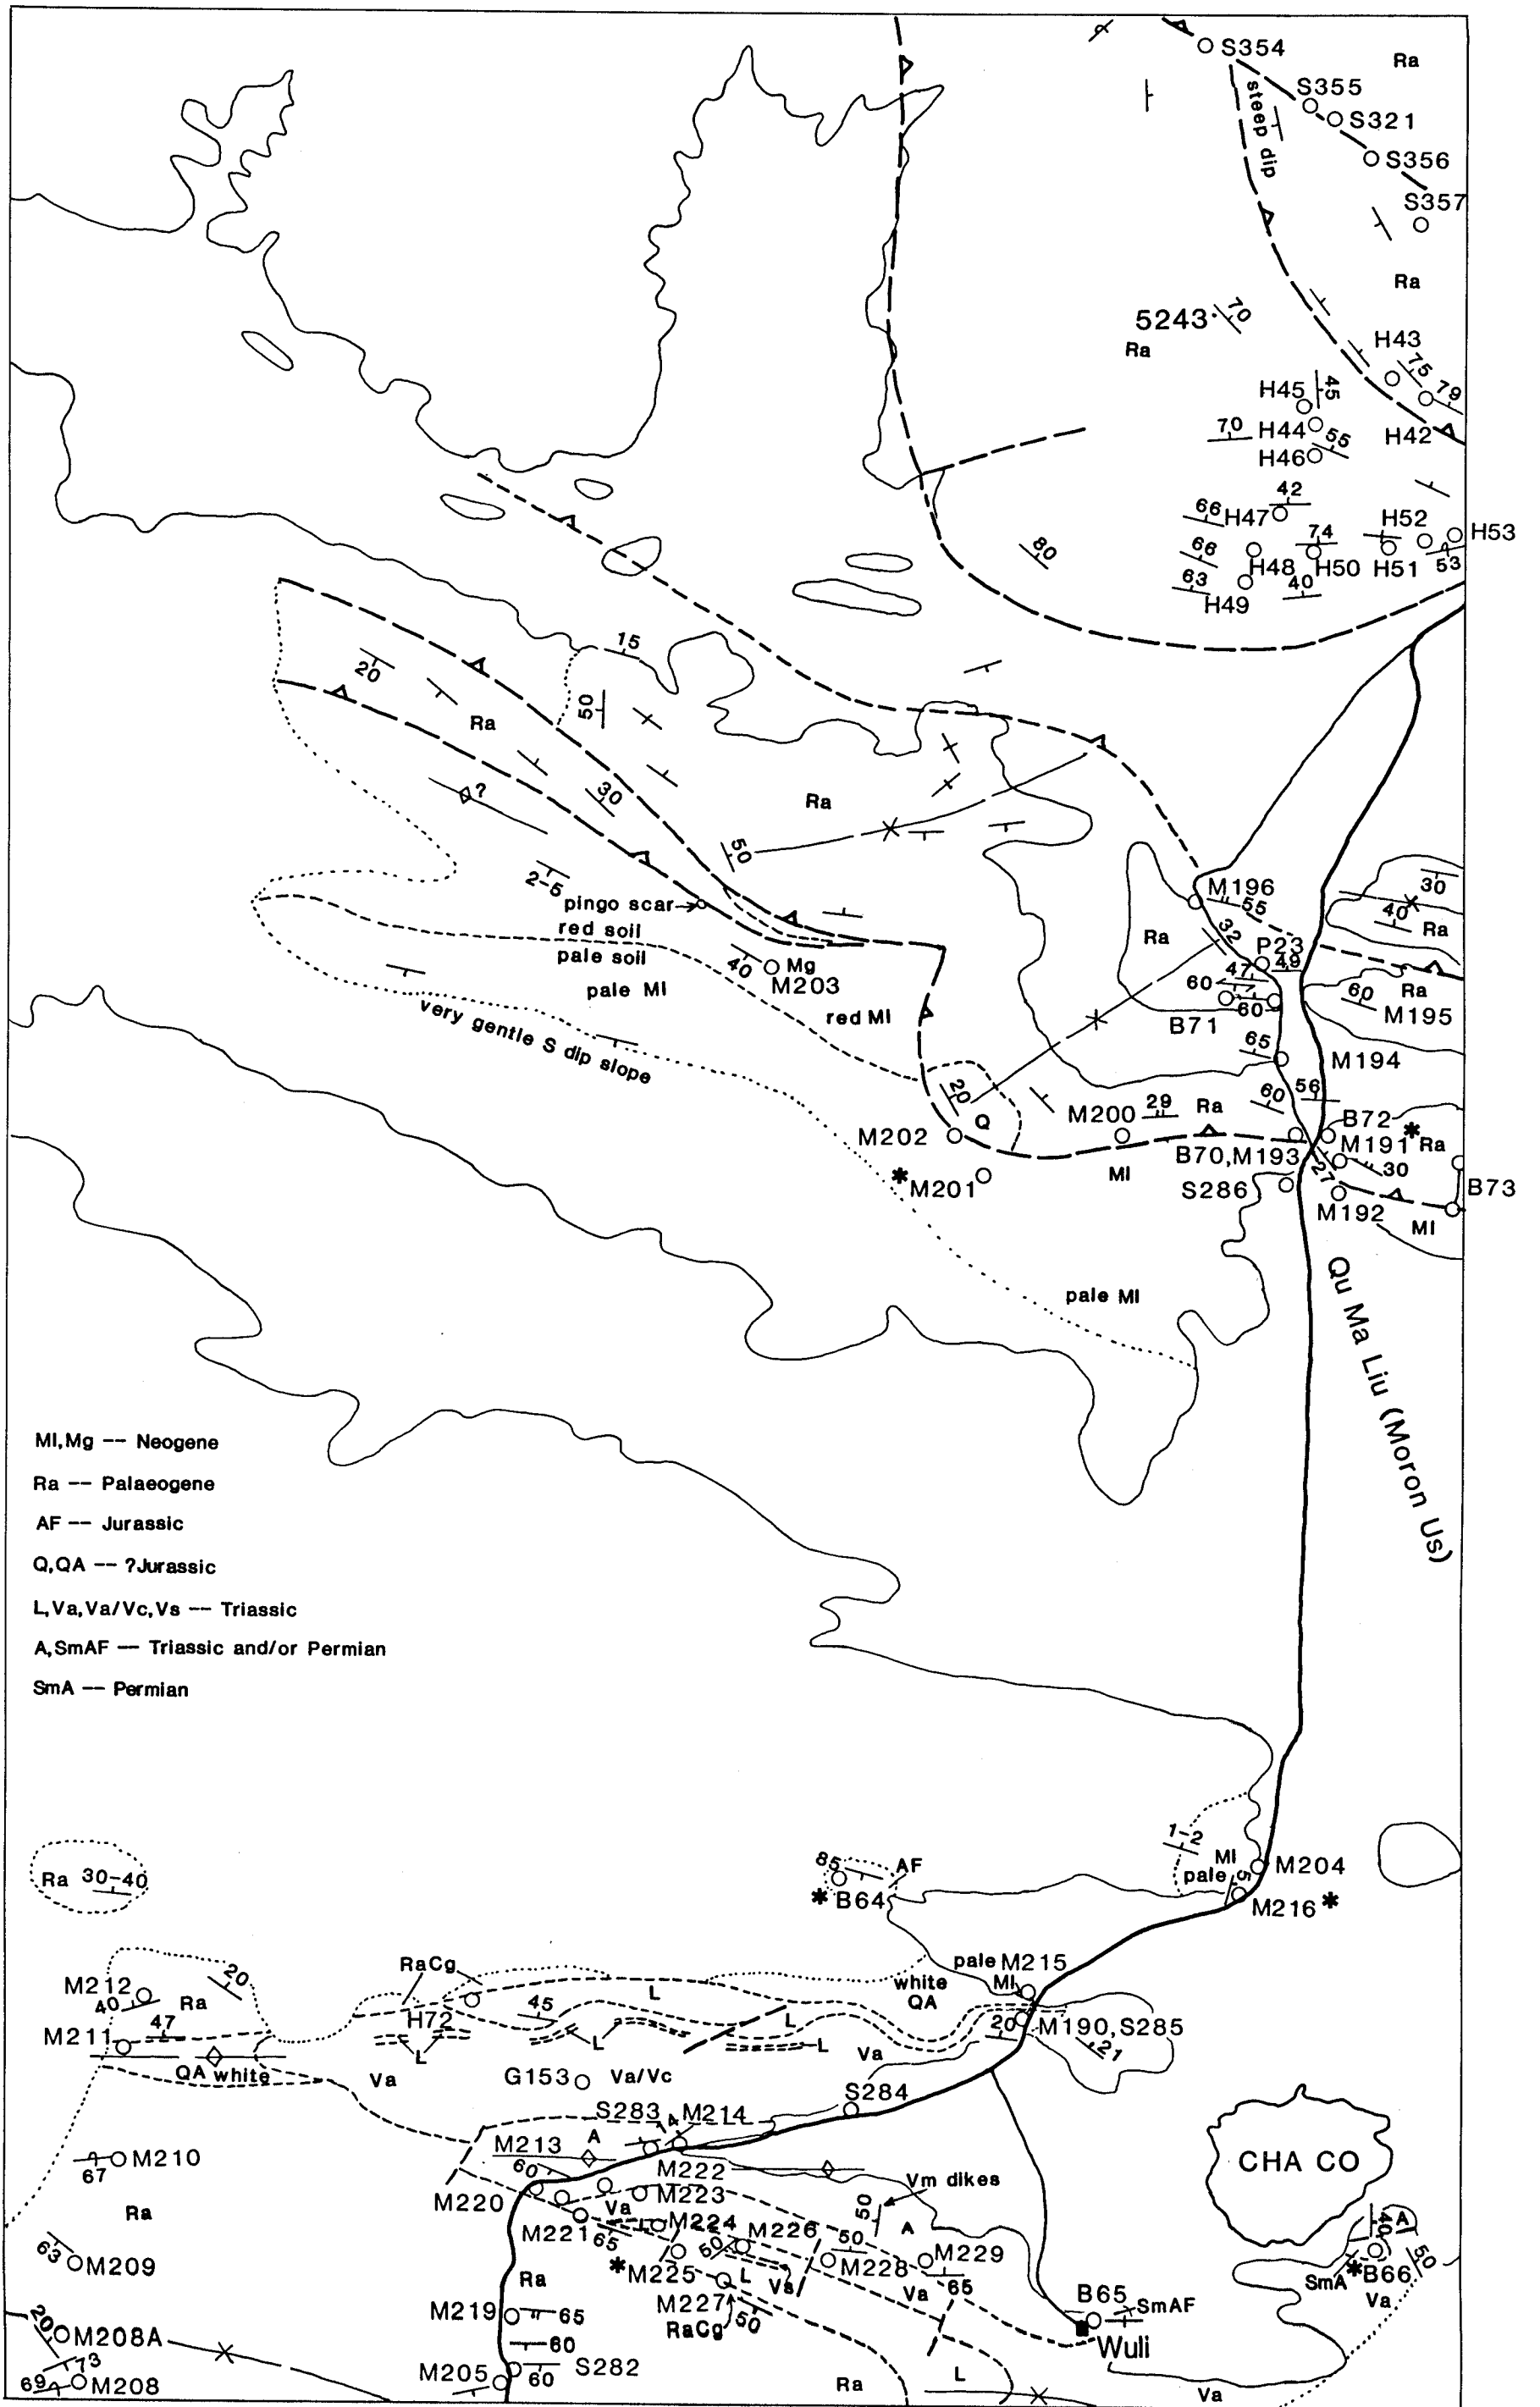 S354
Ra
S355
steep dip
S321
S356
S357
Ra
5243
70
Ra
H43
75
79
H45
45
70
H44
55
H42
H46
42
66
H47
H52
H53
74
66
80
H48
H50
H51
53
63
40
H49
15
20
50
Ra
?
30
Ra
50
2-5
M196
55
30
pingo scar
40
Ra
red soil
32
Ra
pale soil
P23
49
40
Mg
47
M203
60
60
Ra
pale Ml
60
M195
red Ml
B71
very gentle S dip slope
65
M194
20
60
56
M200
29
Ra
Q
B72
M202
M191
*
Ra
B70,M193
30
* M201
Ml
27
S286
B73
M192
Ml
Qu Ma Liu (Moron Us)
pale Ml
Ml,Mg -- Neogene
Ra -- Palaeogene
AF -- Jurassic
Q,QA -- ?Jurassic
L,Va,Va/Vc,Vs -- Triassic
A,SmAF -- Triassic and/or Permian
SmA -- Permian
1-2
Ml
M204
85
AF
pale
5
Ra 30-40
* B64
M216 *
pale M215
RaCg
white
Ml
M212
20
QA
L
40
Ra
45
L
H72
47
20
M190,S285
M211
L
L
L
21
Va
QA white
Va
G153
Va/Vc
S284
S283
M214
A
M213
CHA CO
M210
60
M222
67
Vm dikes
M220
M223
50
Va
Ra
M221
65
M224
A
A
M226
50
40
50
63
M209
50
M229
* M225
L
M228
* B66
Vs
Ra
65
SmA
Va
M227
Va
B65
20
M219
65
50
SmAF
M208A
RaCg
60
Wuli
73
S282
M205
60
L
69
M208
Ra
Va